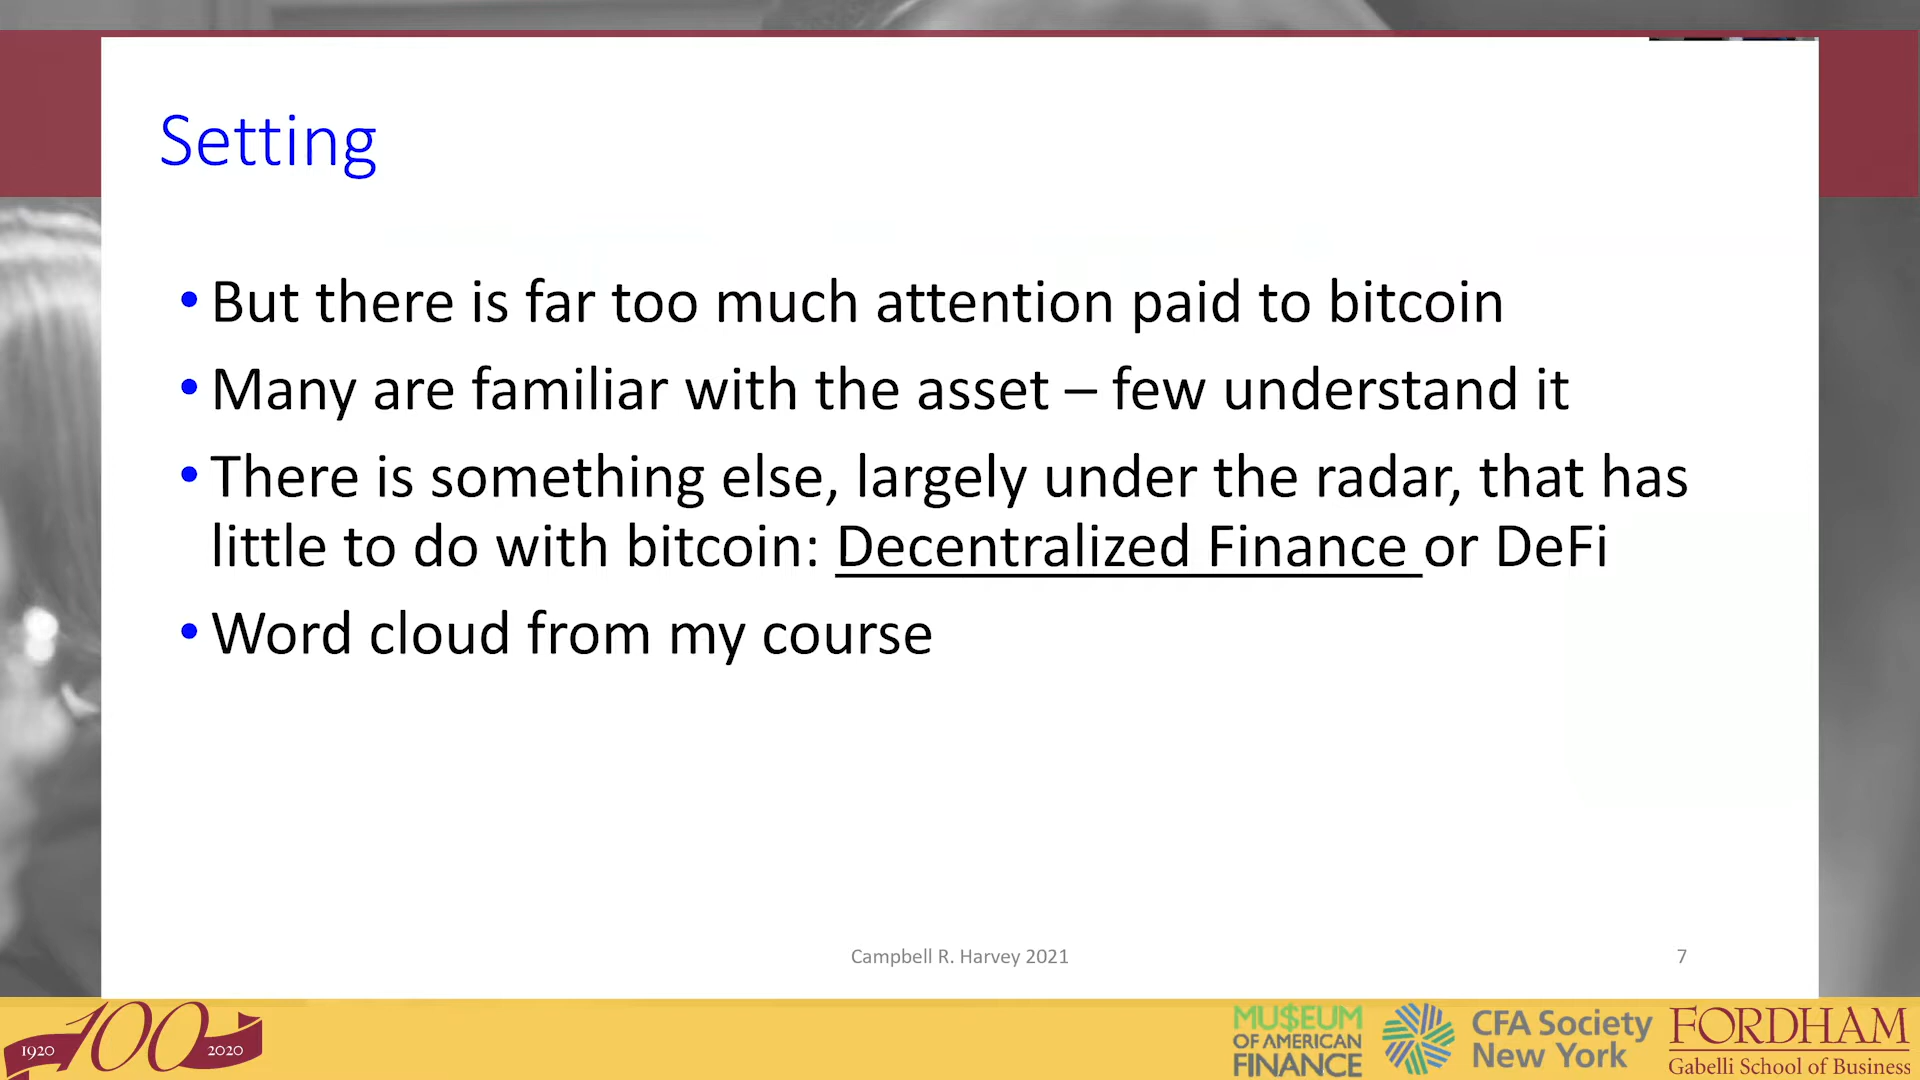 Setting
• But there is far too much attention paid to bitcoin
• Many are familiar with the asset – few understand it
• There is something else, largely under the radar, that has
little to do with bitcoin: Decentralized Finance or DeFi
• Word cloud from my course
Campbell R. Harvey 2021
7
100
1920
2020
MU$EUM
OF AMERICAN
FINANCE
CFA Society
New York
FORDHAM
Gabelli School of Business